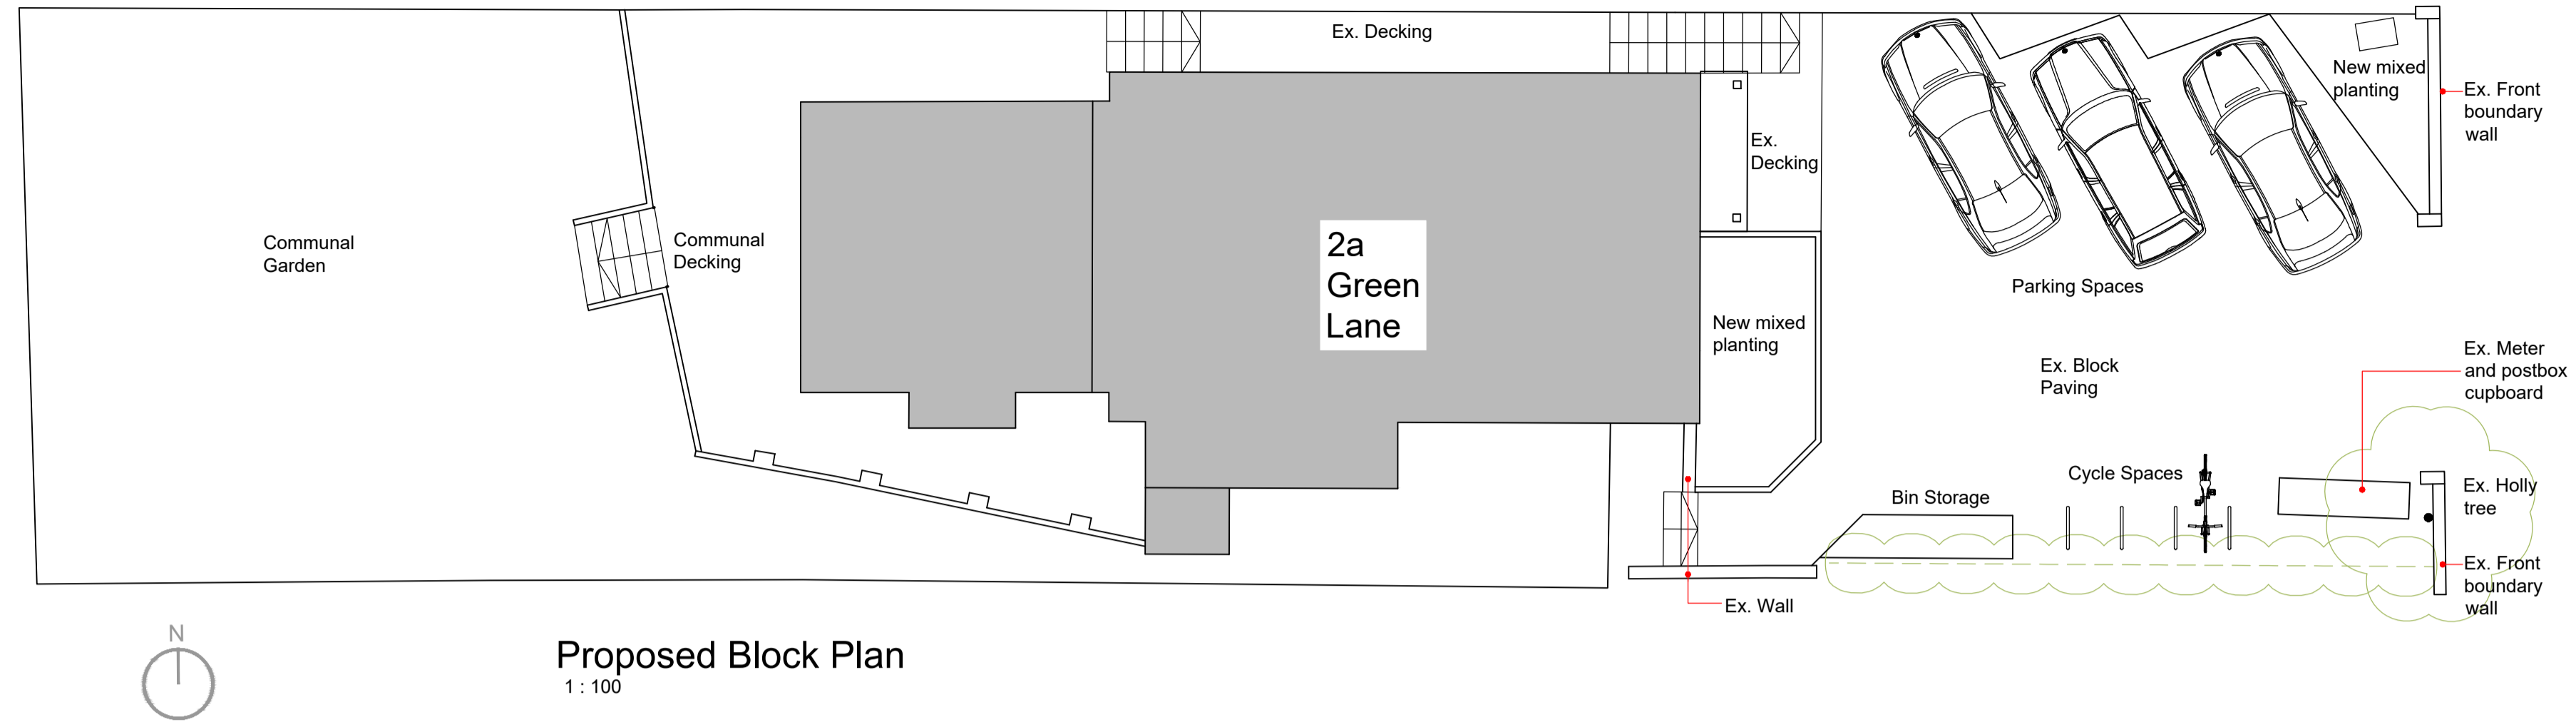 Ex. Decking
New mixed
planting
Ex. Front
boundary
wall
Ex.
Decking
Communal
Garden
Communal
Decking
2a
Green
Lane
Parking Spaces
New mixed
planting
Ex. Block
Paving
Ex. Meter
and postbox
cupboard
Cycle Spaces
Bin Storage
Ex. Holly
tree
Ex. Front
boundary
wall
Ex. Wall
N
Proposed Block Plan
1 : 100